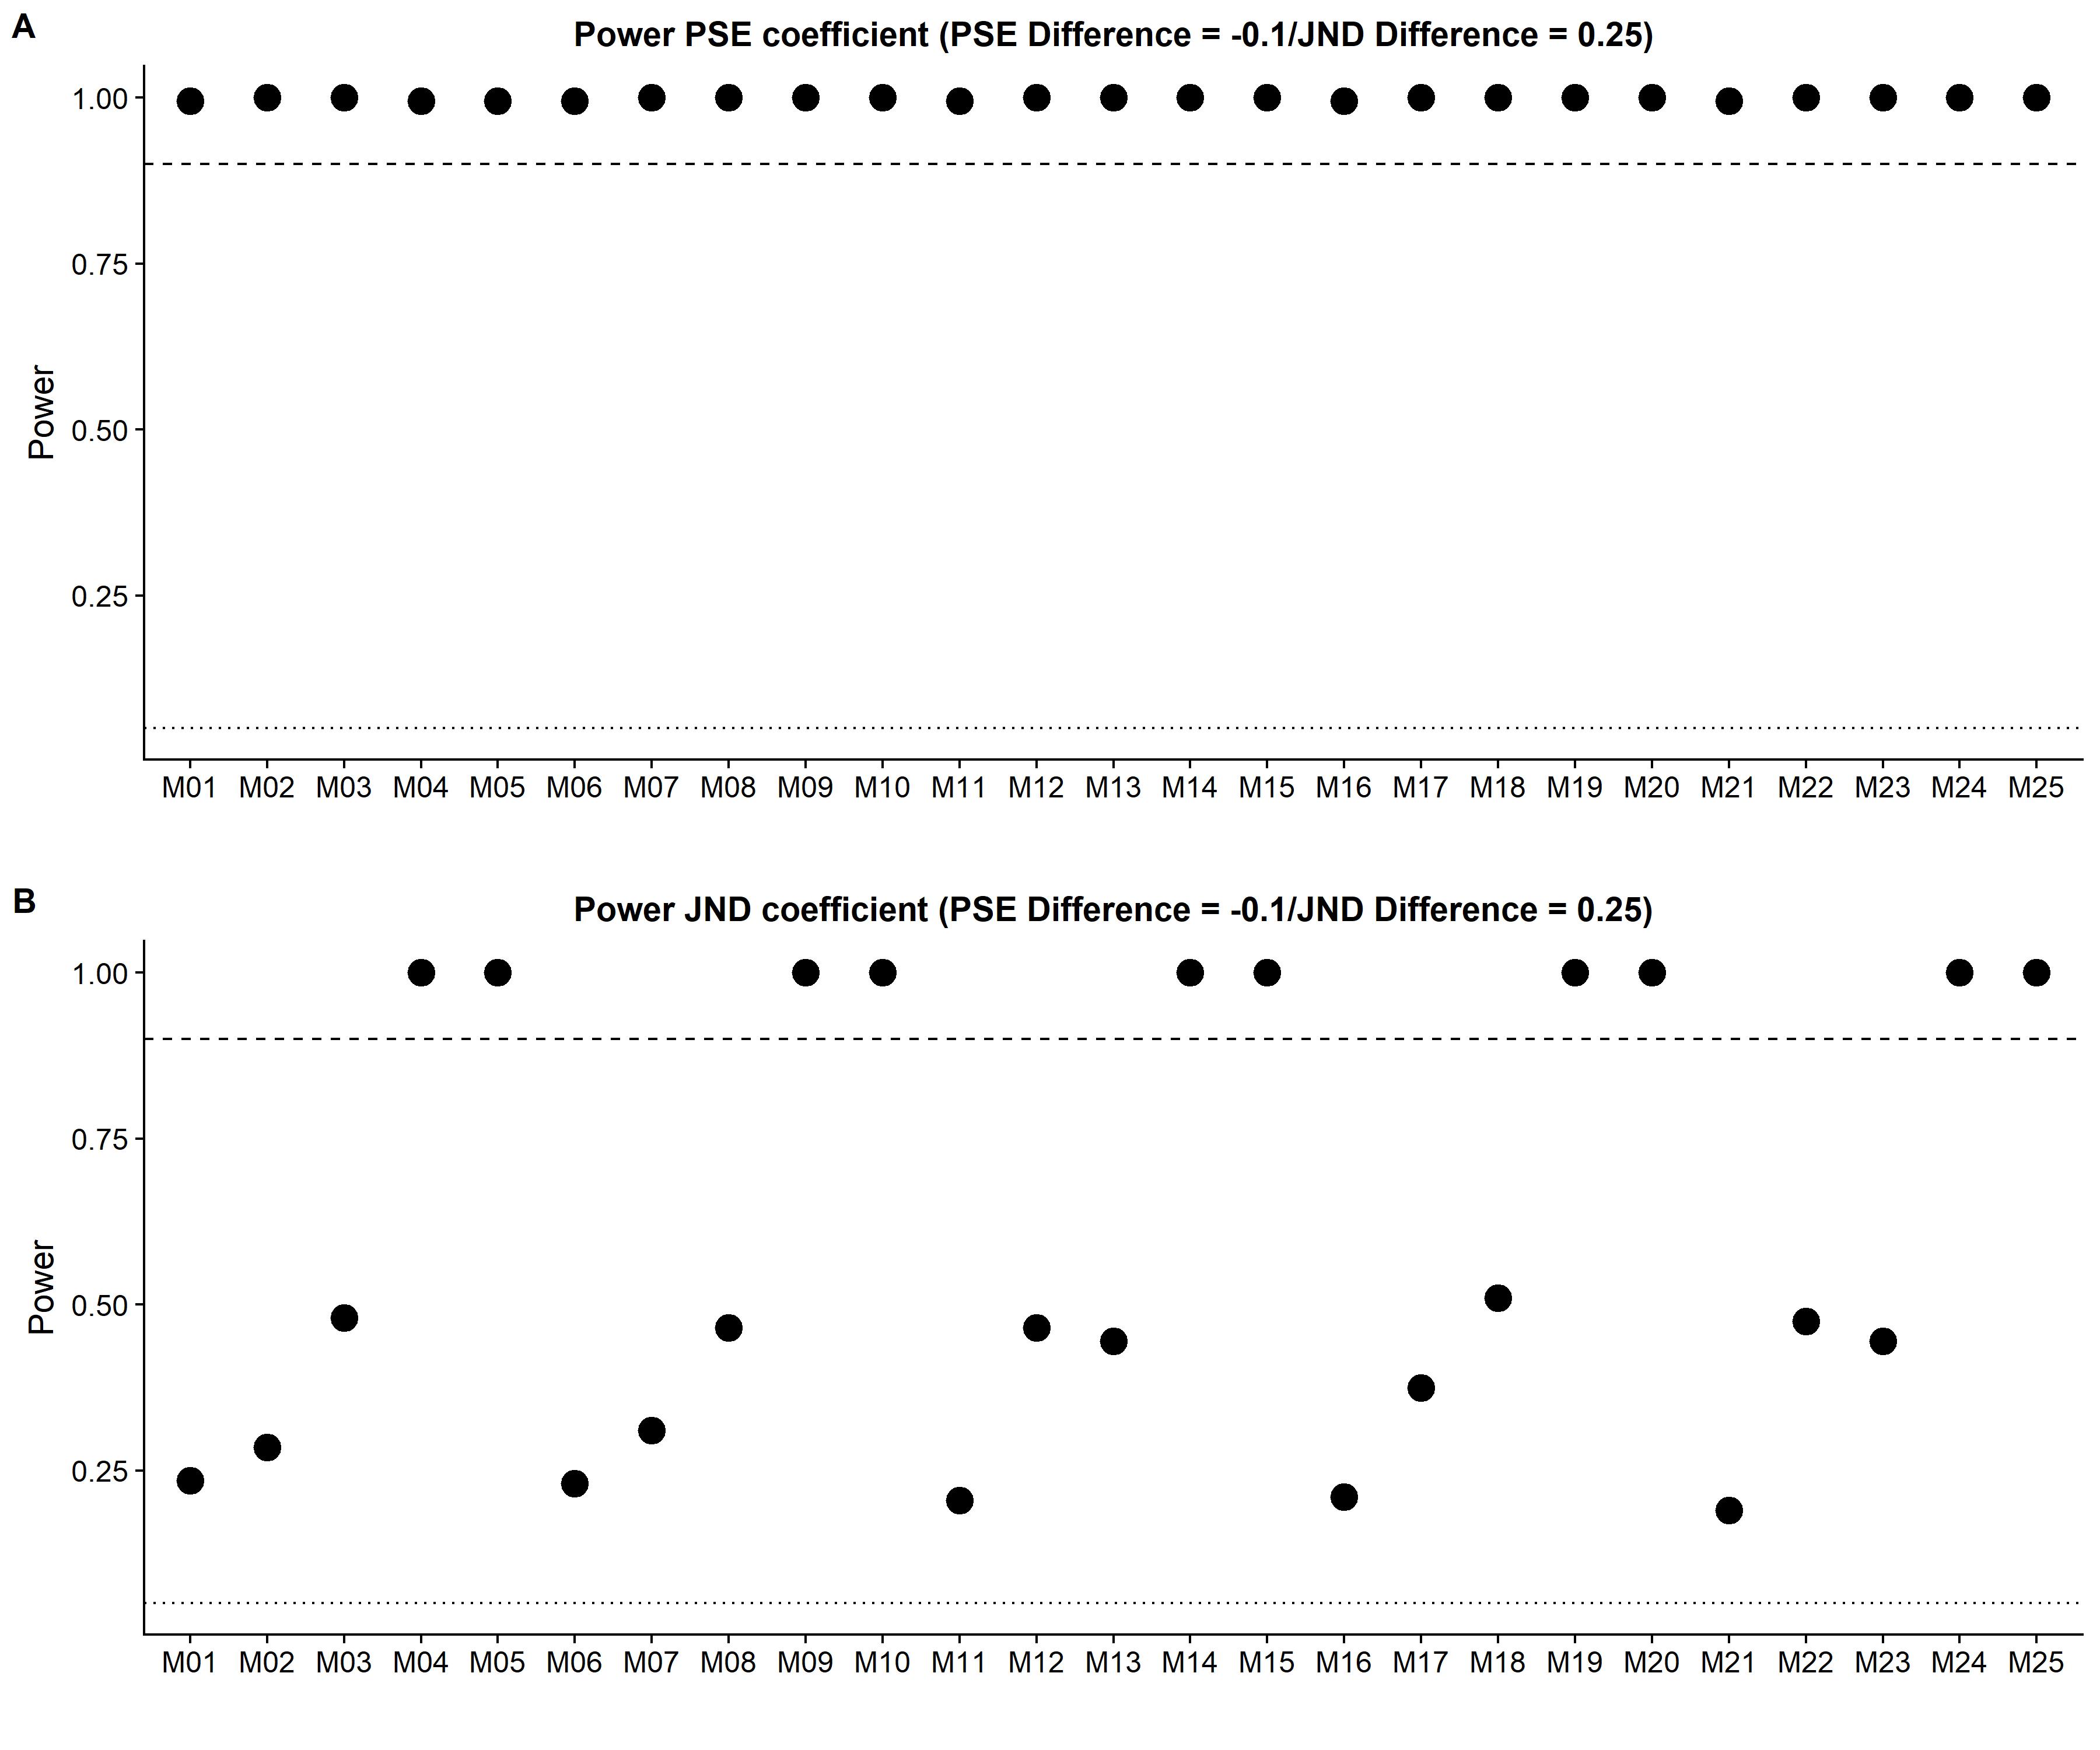 A
Power PSE coefficient (PSE Difference = -0.1/JND Difference = 0.25)
1.00
0.75
0.50
0.25
Power
M01 M02 M03 M04 M05 M06 M07 M08 M09 M10 M11 M12 M13 M14 M15 M16 M17 M18 M19 M20 M21 M22 M23 M24 M25
B
Power JND coefficient (PSE Difference = -0.1/JND Difference = 0.25)
1.00
0.75
0.50
0.25
Power
M01 M02 M03 M04 M05 M06 M07 M08 M09 M10 M11 M12 M13 M14 M15 M16 M17 M18 M19 M20 M21 M22 M23 M24 M25